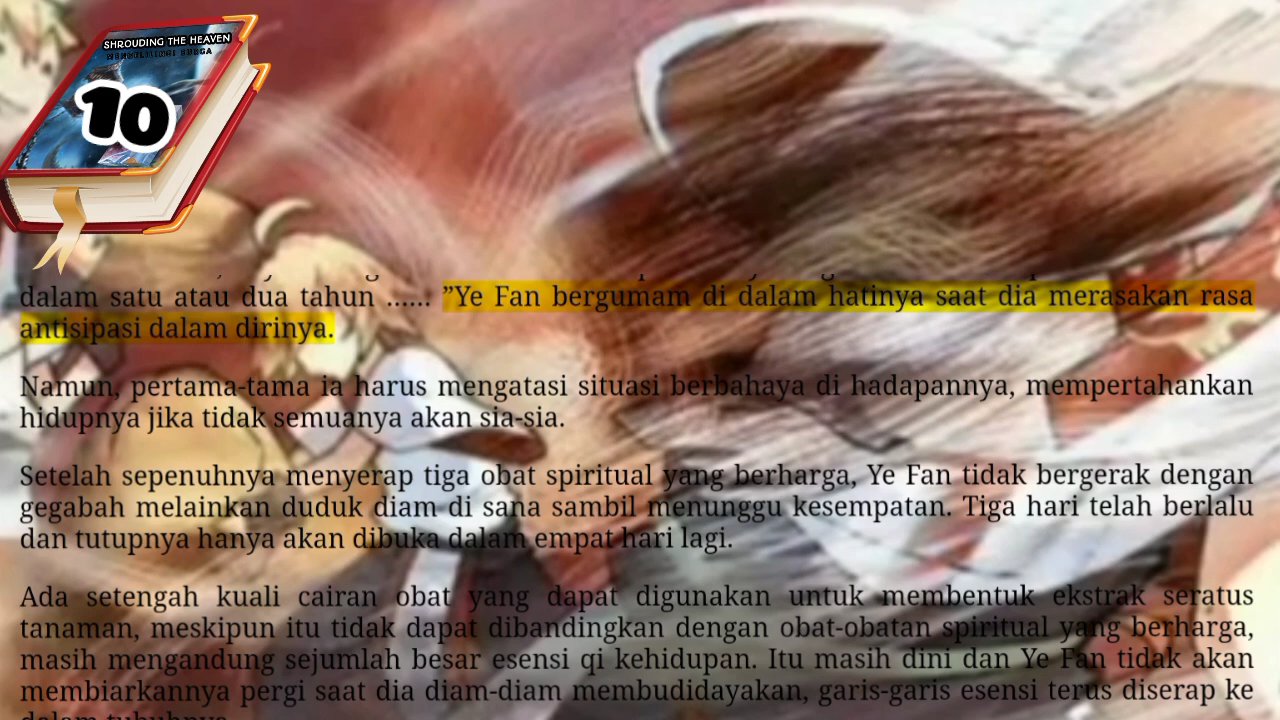 SHROUDING THE HEAVEN
10
dalam satu atau dua tahun ...... ”Ye Fan bergumam di dalam hatinya saat dia merasakan rasa
antisipasi dalam dirinya.
Namun, pertama-tama ia harus mengatasi situasi berbahaya di hadapannya, mempertahankan
hidupnya jika tidak semuanya akan sia-sia.
Setelah sepenuhnya menyerap tiga obat spiritual yang berharga, Ye Fan tidak bergerak dengan
gegabah melainkan duduk diam di sana sambil menunggu kesempatan. Tiga hari telah berlalu
dan tutupnya hanya akan dibuka dalam empat hari lagi.
Ada setengah kuali cairan obat yang dapat digunakan untuk membentuk ekstrak seratus
tanaman, meskipun itu tidak dapat dibandingkan dengan obat-obatan spiritual yang berharga,
masih mengandung sejumlah besar esensi qi kehidupan. Itu masih dini dan Ye Fan tidak akan
membiarkannya pergi saat dia diam-diam membudidayakan, garis-garis esensi terus diserap ke